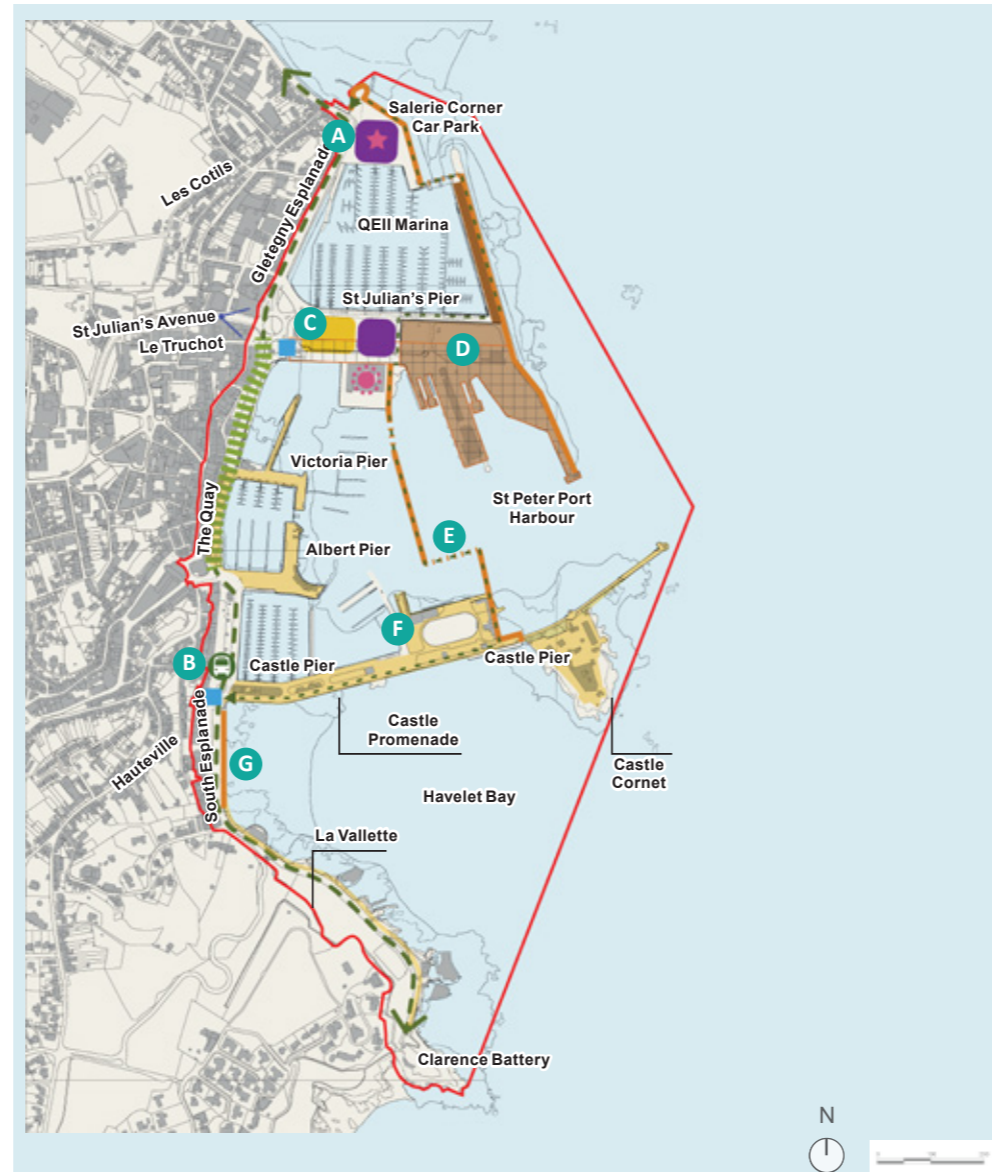 Salerie Corner
Car Park
A
Les Cotils
Gletegny Esplanade
QEII Marina
St Julian's Pier
St Julian's Avenue
C
Le Truchot
D
Victoria Pier
St Peter Port
Harbour
The Quay
E
Albert Pier
F
B
Castle Pier
Castle Pier
South Esplanade
Castle
Promenade
Hauteville
G
Castle
Cornet
Havelet Bay
La Vallette
Clarence Battery
N